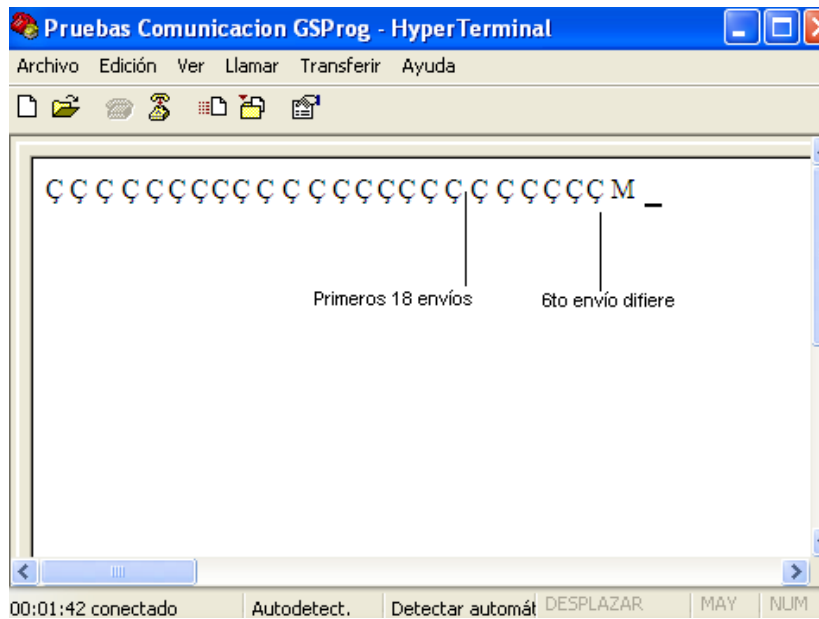 Pruebas Comunicacion GSProg - HyperTerminal
Archivo Edición Ver Llamar Transferir Ayuda
Ç Ç Ç Ç Ç Ç Ç Ç Ç Ç Ç Ç Ç Ç Ç Ç Ç Ç Ç Ç Ç Ç Ç Ç M _
Primeros 18 envíos 6to envío difiere
00:01:42 conectado Autodetect. Detectar automát DESPLAZAR MAY NUM